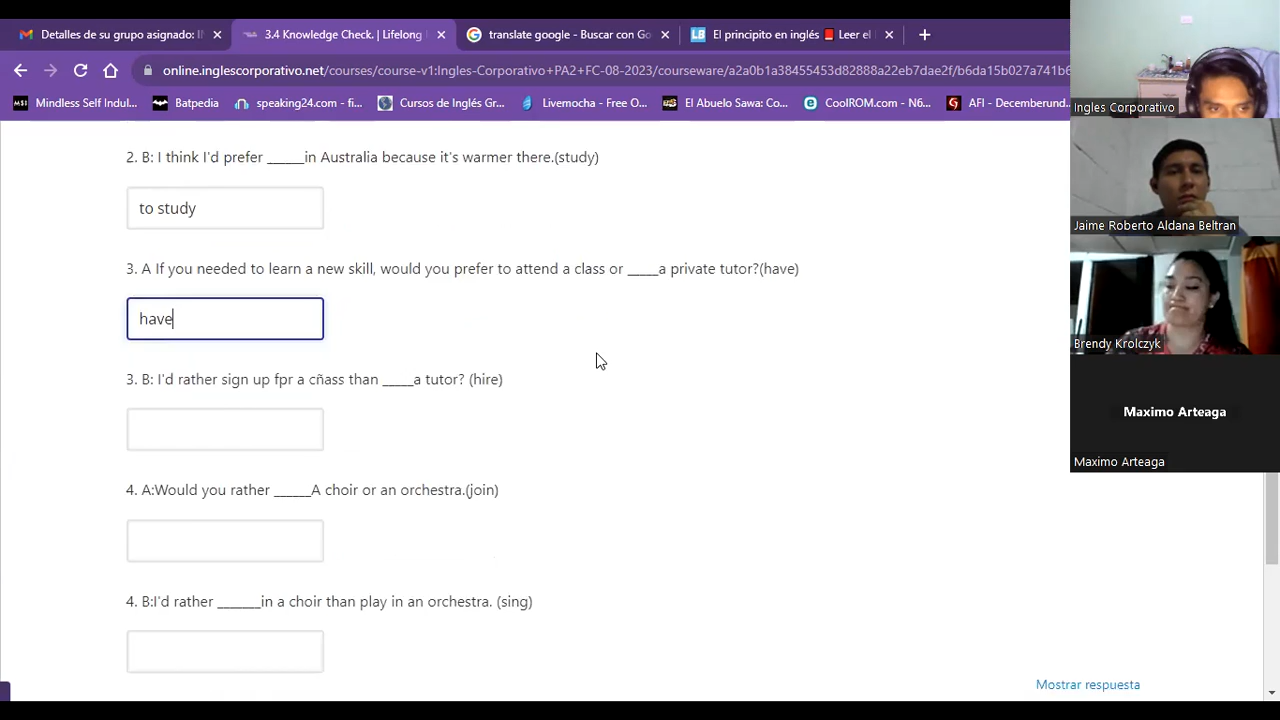 Detalles de su grupo asignado: I
3.4 Knowledge Check. | Lifelong
translate google - Buscar con Go
LB El principito en inglés Leer el
online.inglescorporativo.net/courses/course-v1:Ingles-Corporativo+PA2+FC-08-2023/courseware/a2a0b1a38455453d82888a22eb7dae2f/b6da15b027a741b6
Mindless Self Indul...
Batpedia
speaking24.com - fi...
Cursos de Inglés Gr...
Livemocha - Free O...
El Abuelo Sawa: Co...
CoolROM.com - N6...
AFI - Decemberund...
2. B: I think I'd prefer ______in Australia because it's warmer there.(study)
to study
3. A If you needed to learn a new skill, would you prefer to attend a class or _____a private tutor?(have)
have
3. B: I'd rather sign up fpr a cñass than _____a tutor? (hire)
4. A:Would you rather ______A choir or an orchestra.(join)
4. B:I'd rather _______in a choir than play in an orchestra. (sing)
Mostrar respuesta
Ingles Corporativo
Jaime Roberto Aldana Beltran
Brendy Krolczyk
Maximo Arteaga
Maximo Arteaga